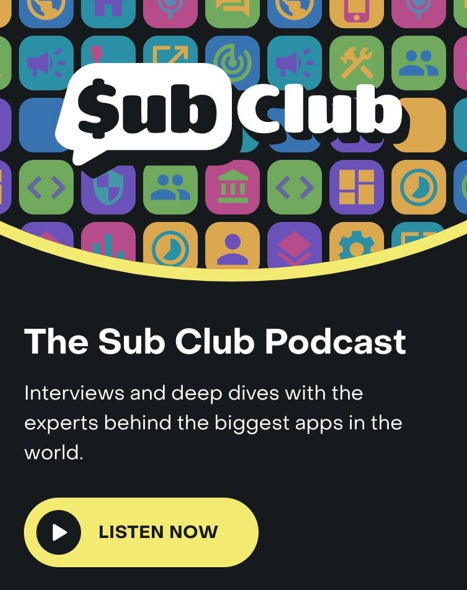 $ub Club
The Sub Club Podcast
Interviews and deep dives with the
experts behind the biggest apps in the
world.
LISTEN NOW